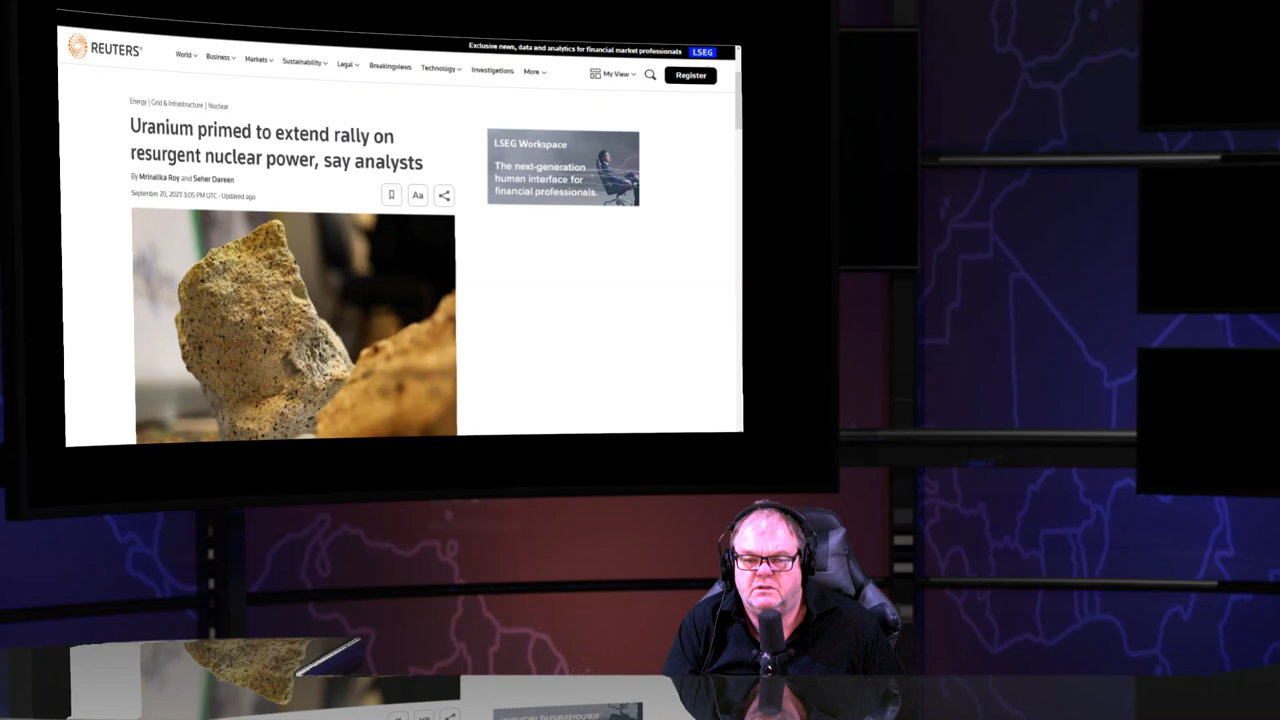 Exclusive news, data and analytics for financial market professionals LSEG
REUTERS
World Business Markets Sustainability Legal Breakingviews Technology Investigations More My View Register
Energy | Grid & Infrastructure | Nuclear
Uranium primed to extend rally on
resurgent nuclear power, say analysts
By Mrinalika Roy and Seher Dareen
September 20, 2023 3:05 PM UTC · Updated ago
Aa
LSEG Workspace
The next-generation
human interface for
financial professionals.